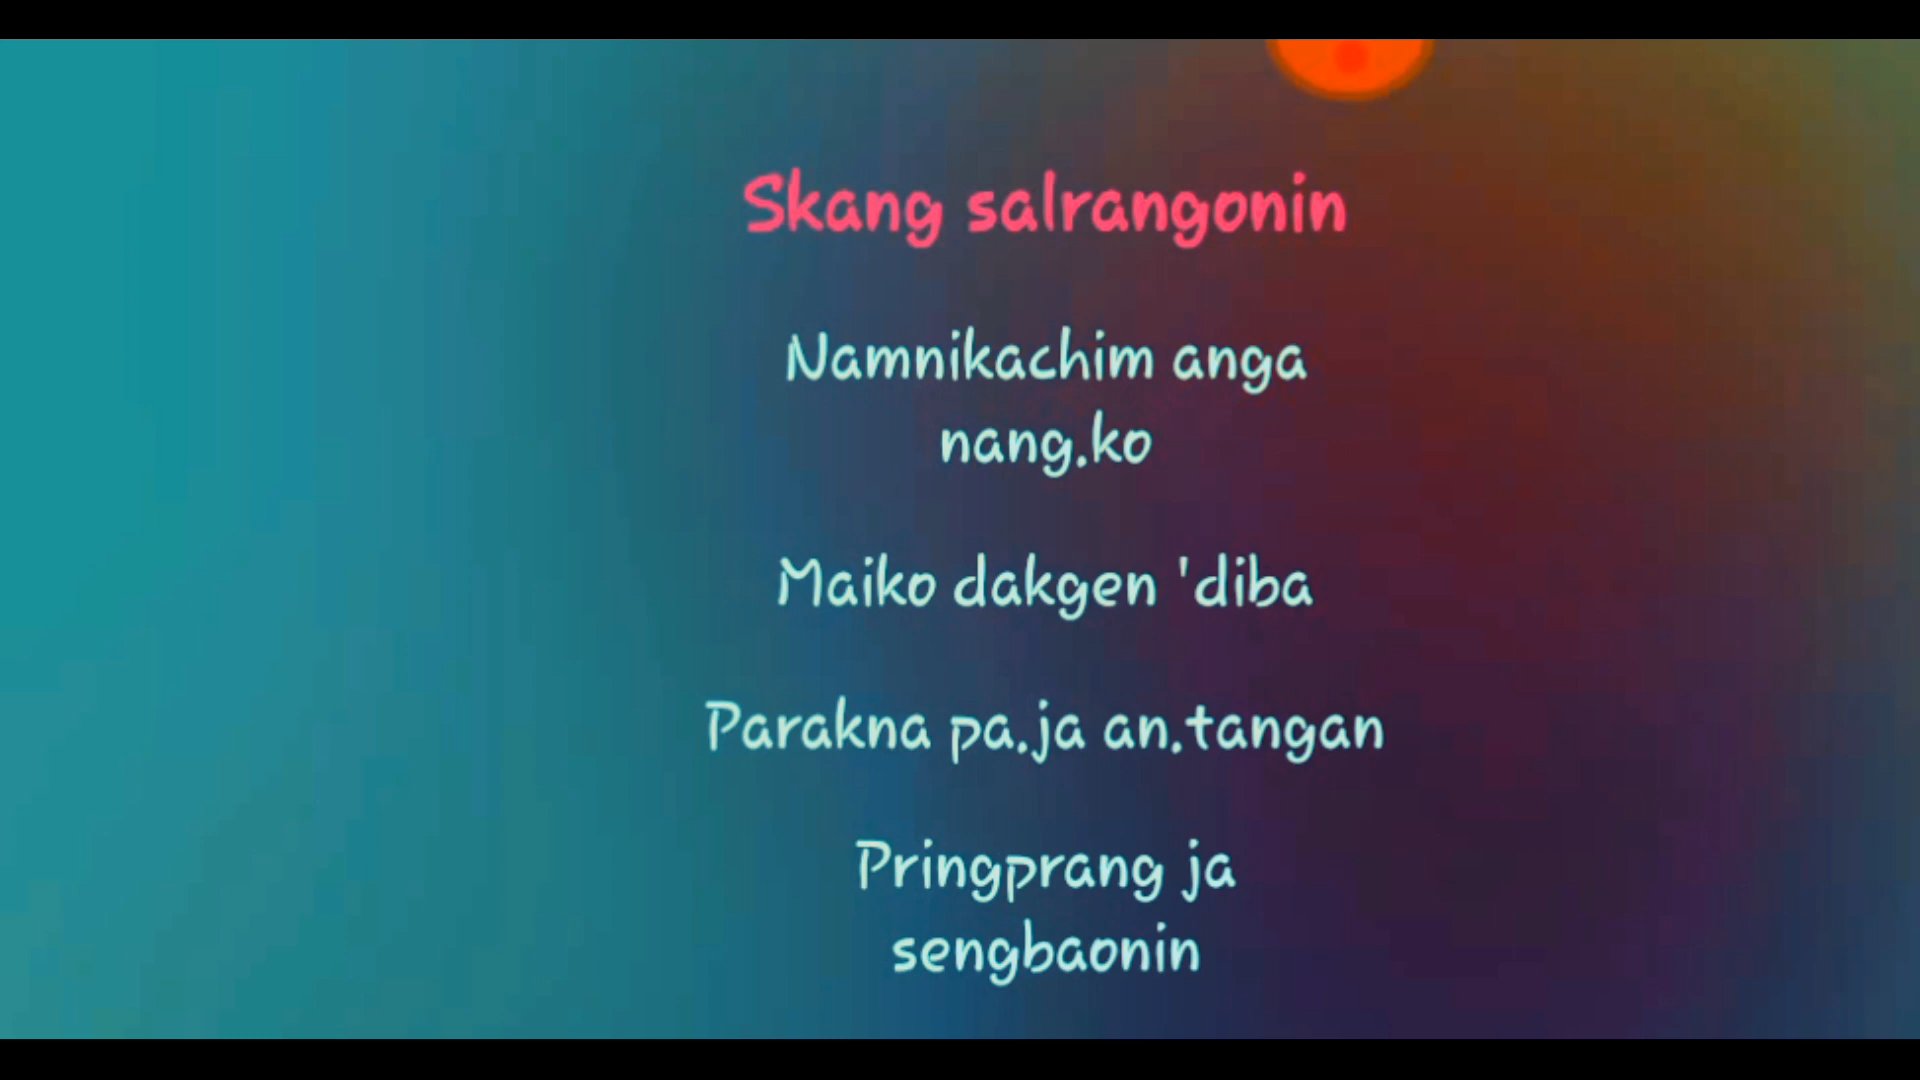 Skang salrangonin
Namnikachim anga
nang.ko
Maiko dakgen 'diba
Parakna pa.ja an.tangan
Pringprang ja
sengbaonin